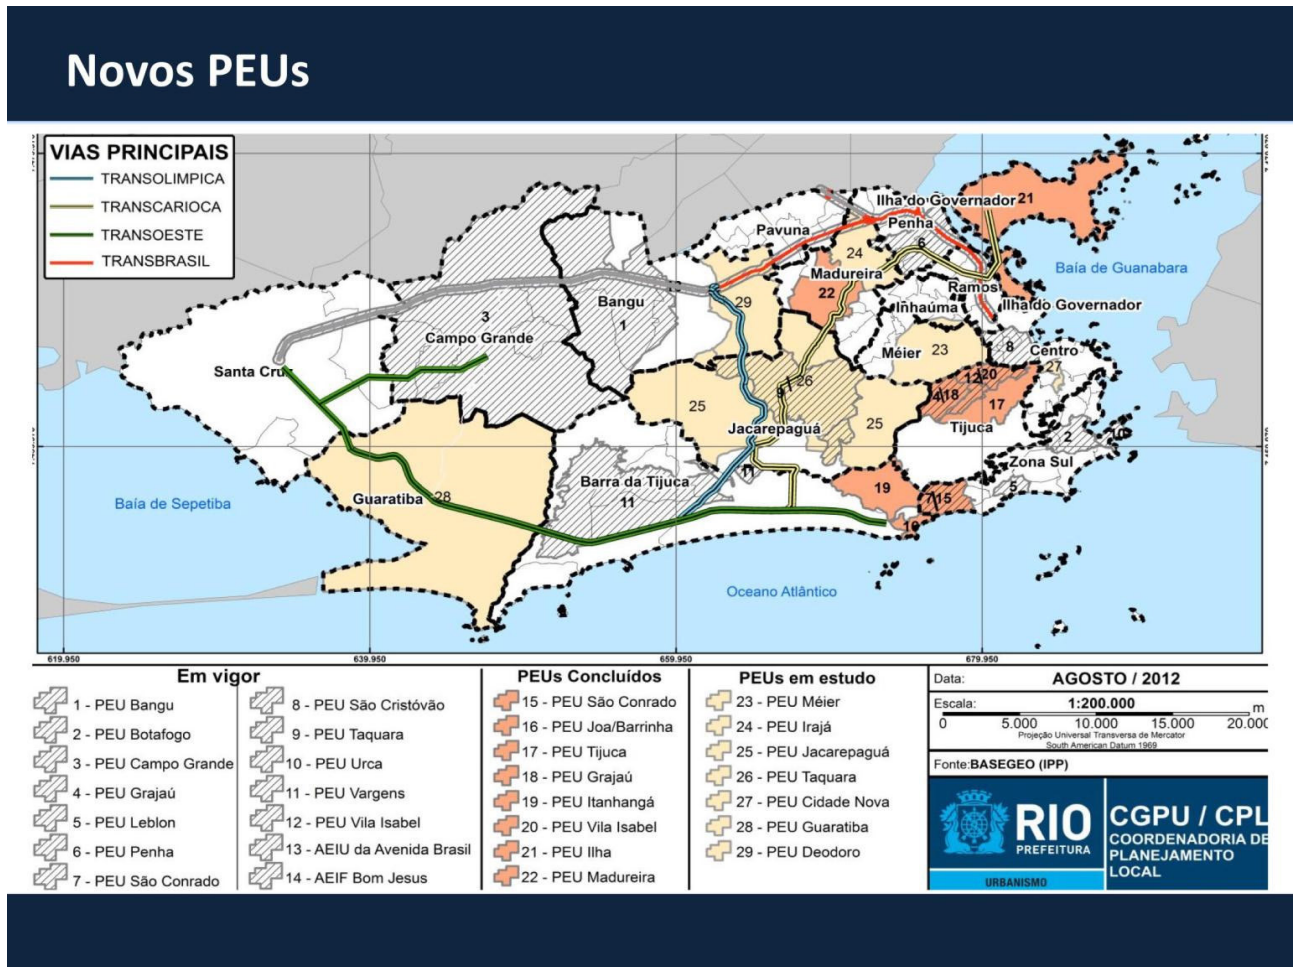 Novos PEUs
VIAS PRINCIPAIS
TRANSOLIMPICA
TRANSCARIOCA
TRANSOESTE
TRANSBRASIL
Ilha do Governador
21
Pavuna
Penha
24
6
Baía de Guanabara
Madureira
Ramos
22
29
Bangu
Inhaúma
Ilha do Governador
3
1
Campo Grande
8
Centro
Méier
23
Santa Cruz
12 20
27
26
9
4 18
25
17
25
Jacarepaguá
Tijuca
2
10
Zona Sul
11
Barra da Tijuca
19
5
Guaratiba
28
11
7 15
Baía de Sepetiba
16
Oceano Atlântico
619.950
639.950
659.950
679.950
Em vigor
1 - PEU Bangu
2 - PEU Botafogo
3 - PEU Campo Grande
4 - PEU Grajaú
5 - PEU Leblon
6 - PEU Penha
7 - PEU São Conrado
8 - PEU São Cristóvão
9 - PEU Taquara
10 - PEU Urca
11 - PEU Vargens
12 - PEU Vila Isabel
13 - AEIU da Avenida Brasil
14 - AEIF Bom Jesus
PEUs Concluídos
15 - PEU São Conrado
16 - PEU Joa/Barrinha
17 - PEU Tijuca
18 - PEU Grajaú
19 - PEU Itanhangá
20 - PEU Vila Isabel
21 - PEU Ilha
22 - PEU Madureira
PEUs em estudo
23 - PEU Méier
24 - PEU Irajá
25 - PEU Jacarepaguá
26 - PEU Taquara
27 - PEU Cidade Nova
28 - PEU Guaratiba
29 - PEU Deodoro
Data: AGOSTO / 2012
Escala: 1:200.000
m
0 5.000 10.000 15.000 20.000
Projeção Universal Transversa de Mercator
South American Datum 1969
Fonte:BASEGEO (IPP)
RIO
PREFEITURA
URBANISMO
CGPU / CPL
COORDENADORIA DE
PLANEJAMENTO
LOCAL